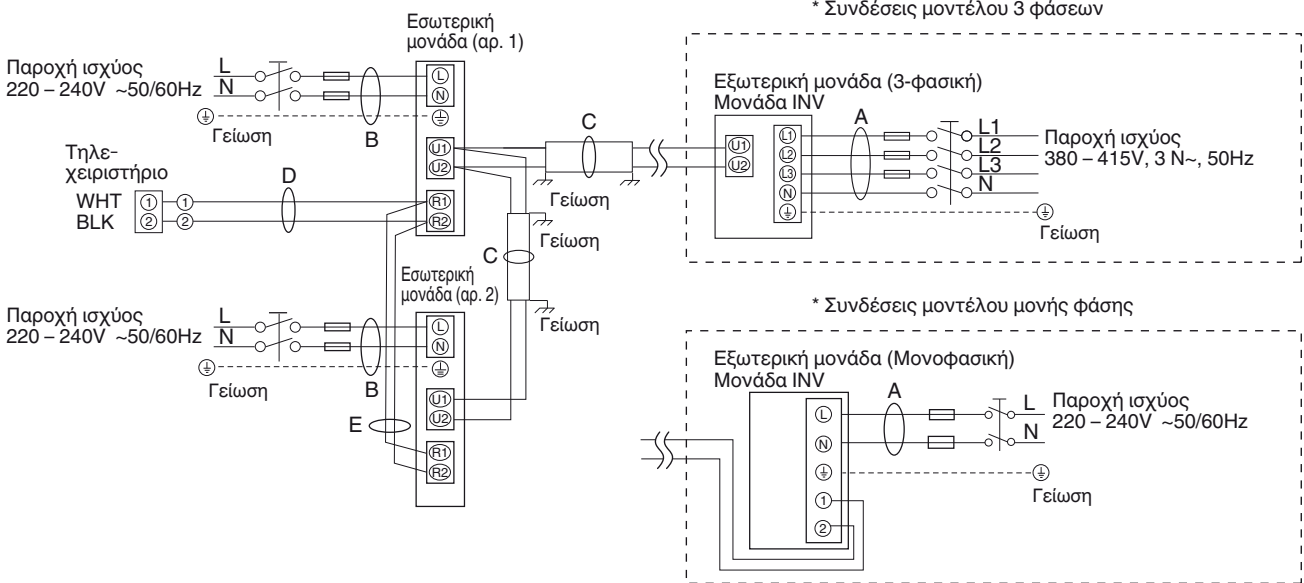 * Συνδέσεις μοντέλου 3 φάσεων
Εσωτερική
μονάδα (αρ. 1)
Παροχή ισχύος
220 – 240V ~50/60Hz
L
N
Γείωση
B
L
N
U1
U2
R1
R2
Τηλε-
χειριστήριο
WHT
BLK
1
2
1
2
D
C
Γείωση
Γείωση
C
Γείωση
Εξωτερική μονάδα (3-φασική)
Μονάδα INV
U1
U2
L1
L2
L3
N
A
L1
L2
L3
N
Παροχή ισχύος
380 – 415V, 3 N~, 50Hz
Γείωση
Εσωτερική
μονάδα (αρ. 2)
Παροχή ισχύος
220 – 240V ~50/60Hz
L
N
Γείωση
B
E
L
N
U1
U2
R1
R2
* Συνδέσεις μοντέλου μονής φάσης
Εξωτερική μονάδα (Μονοφασική)
Μονάδα INV
L
N
1
2
A
L
N
Παροχή ισχύος
220 – 240V ~50/60Hz
Γείωση